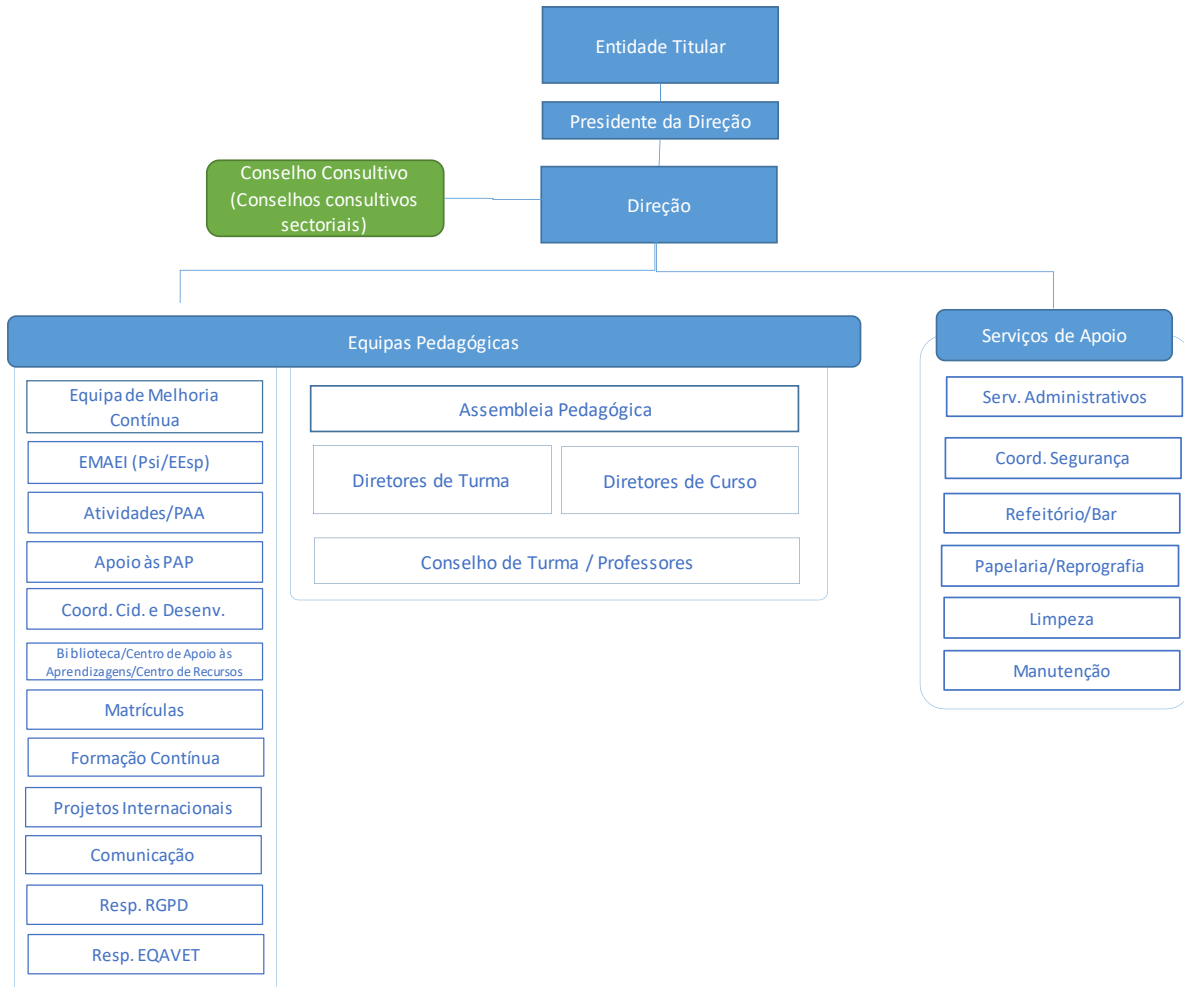 Entidade Titular
Presidente da Direção
Conselho Consultivo
(Conselhos consultivos
sectoriais)
Direção
Equipas Pedagógicas
Equipa de Melhoria
Contínua
EMAEI (Psi/EEsp)
Atividades/PAA
Apoio às PAP
Coord. Cid. e Desenv.
Biblioteca/Centro de Apoio às
Aprendizagens/Centro de Recursos
Matrículas
Formação Contínua
Projetos Internacionais
Comunicação
Resp. RGPD
Resp. EQAVET
Assembleia Pedagógica
Diretores de Turma
Diretores de Curso
Conselho de Turma / Professores
Serviços de Apoio
Serv. Administrativos
Coord. Segurança
Refeitório/Bar
Papelaria/Reprografia
Limpeza
Manutenção